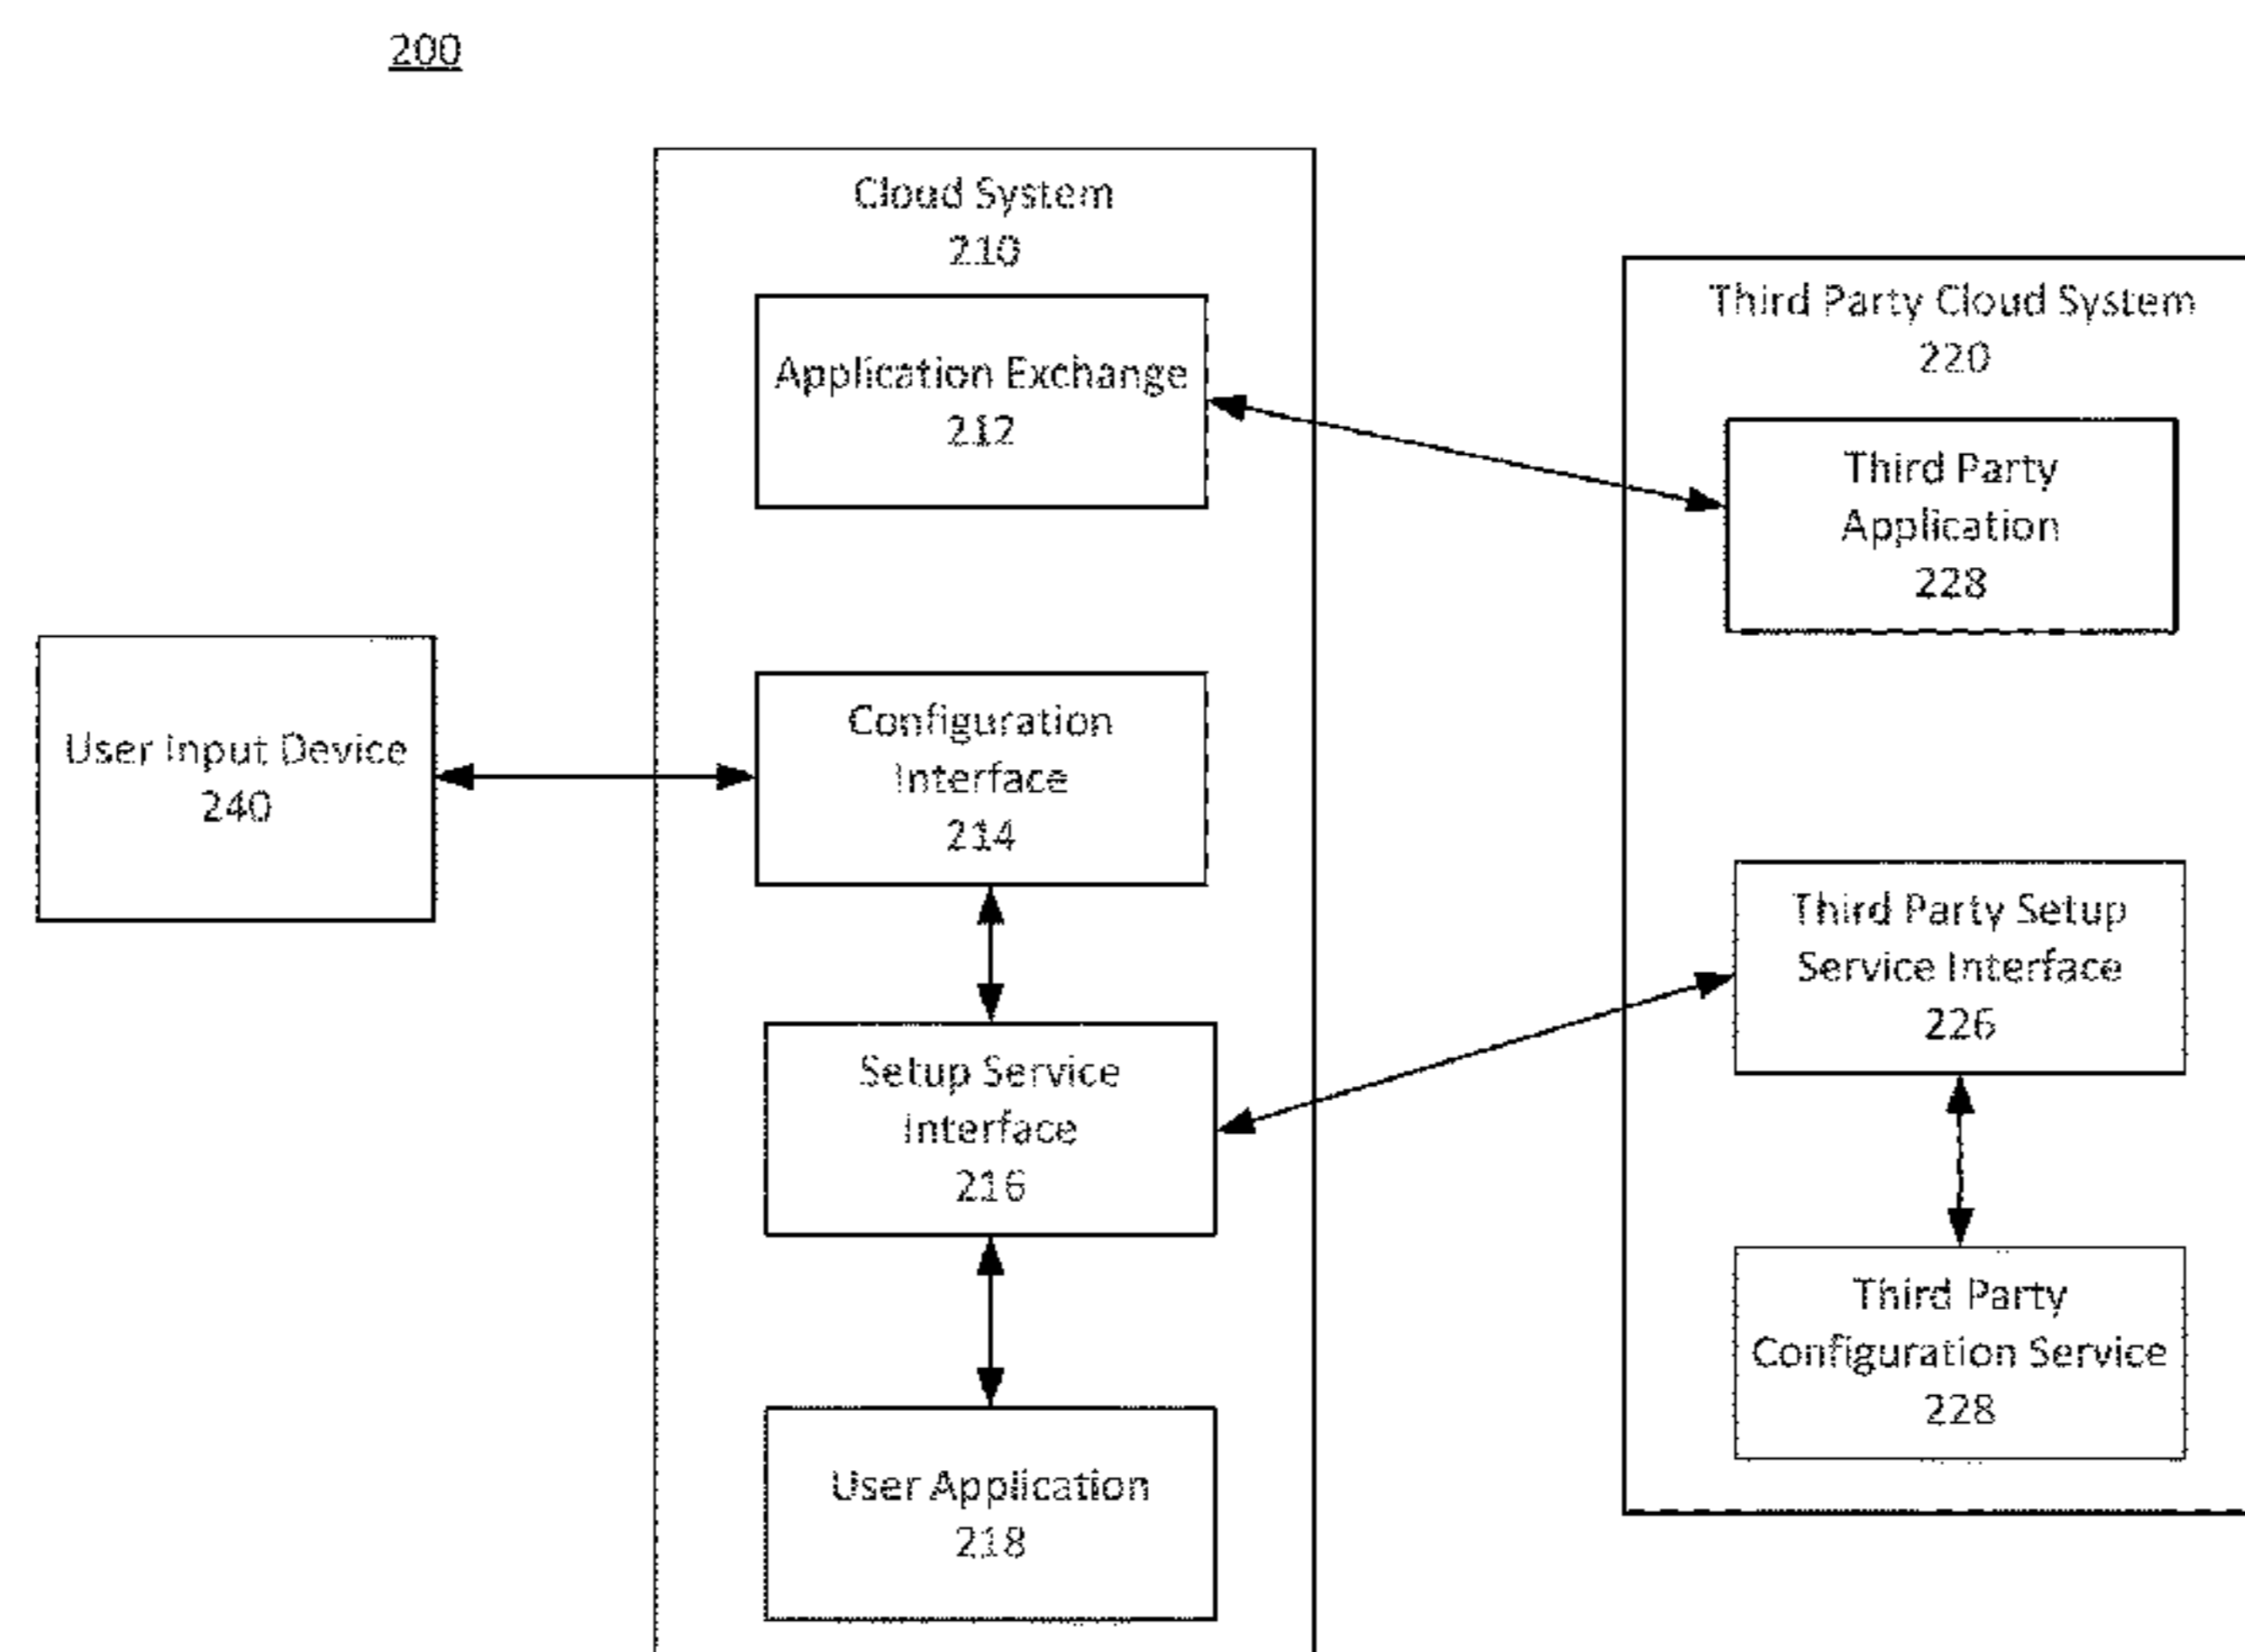 200
Cloud System
210
Application Exchange
212
Third Party Cloud System
220
Third Party
Application
228
User Input Device
240
Configuration
Interface
214
Third Party Setup
Service Interface
226
Setup Service
Interface
216
Third Party
Configuration Service
228
User Application
218